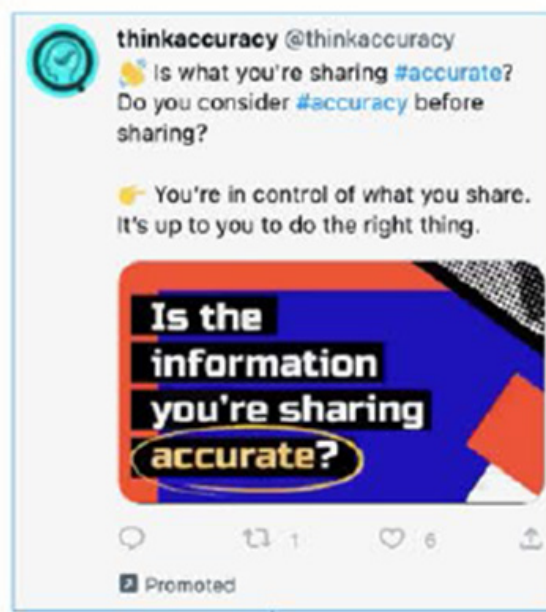 thinkaccuracy @thinkaccuracy
👋 Is what you're sharing #accurate?
Do you consider #accuracy before
sharing?
👉 You're in control of what you share.
It's up to you to do the right thing.
Is the
information
you're sharing
accurate?
1 6
Promoted